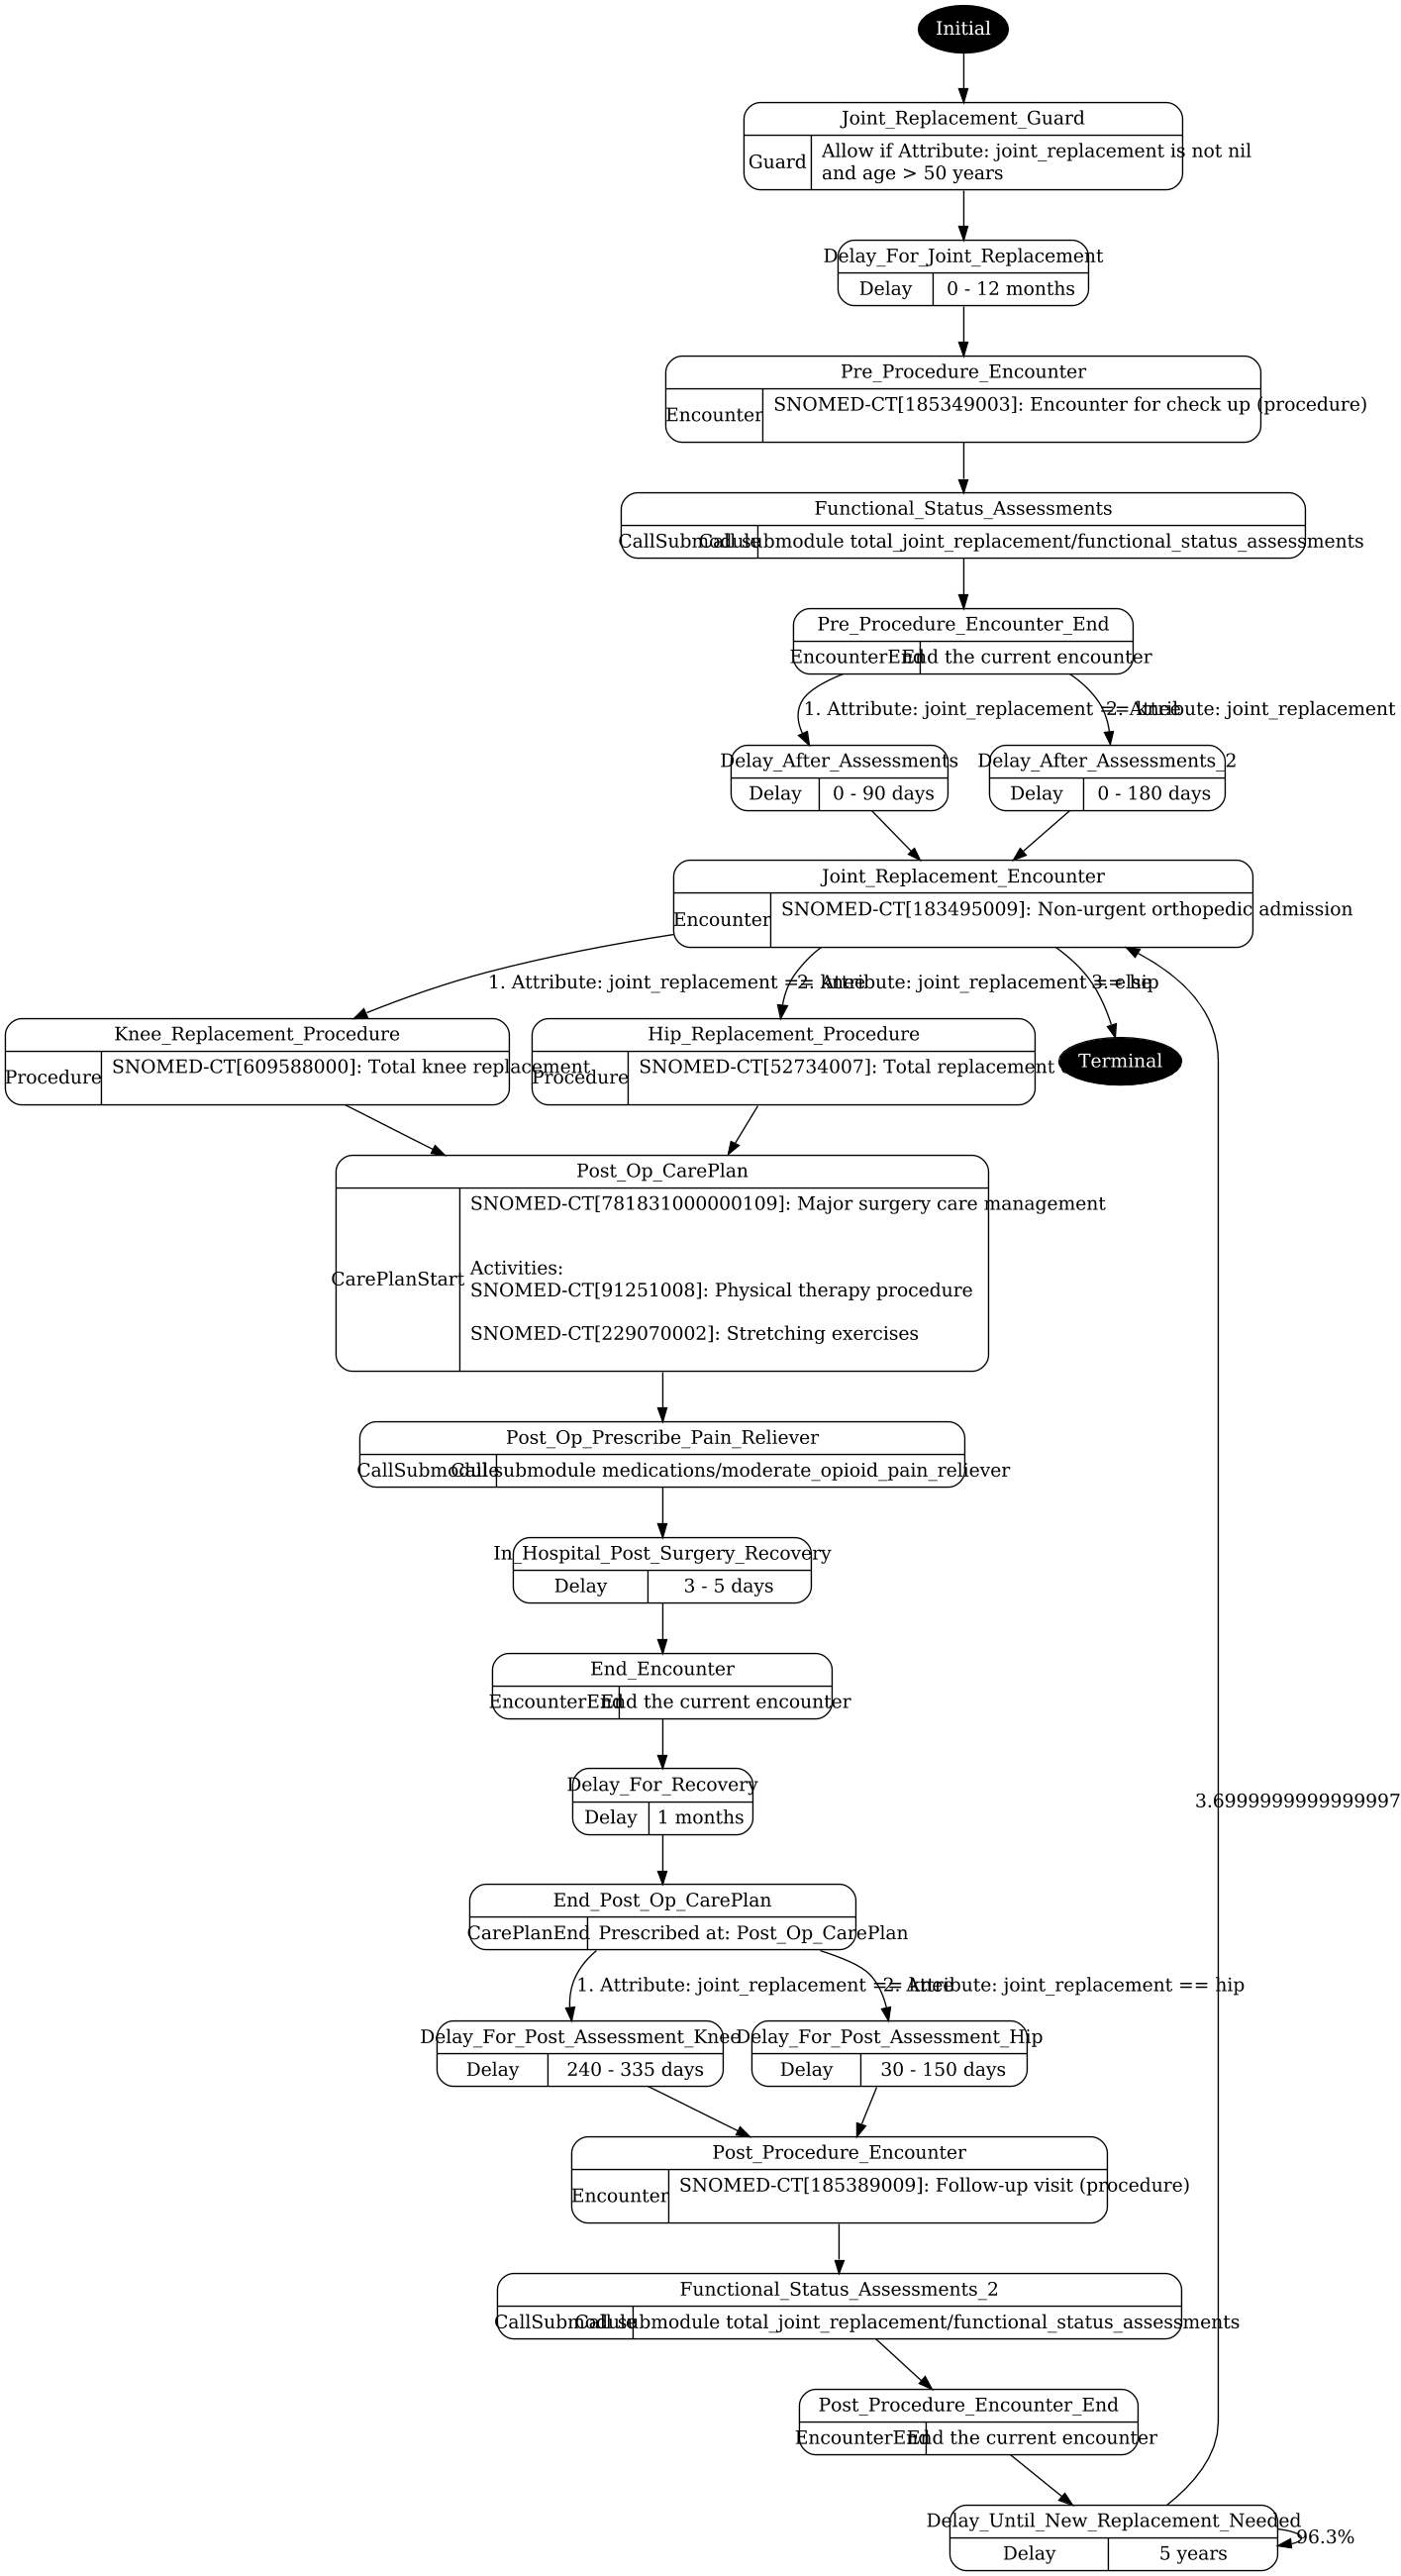 Initial
Joint_Replacement_Guard
Guard
Allow if Attribute: joint_replacement is not nil
and age > 50 years
Delay_For_Joint_Replacement
Delay
0 - 12 months
Pre_Procedure_Encounter
Encounter
SNOMED-CT[185349003]: Encounter for check up (procedure)
Functional_Status_Assessments
CallSubmodule
Call submodule total_joint_replacement/functional_status_assessments
Pre_Procedure_Encounter_End
EncounterEnd
End the current encounter
1. Attribute: joint_replacement == knee
2. Attribute: joint_replacement
Delay_After_Assessments
Delay
0 - 90 days
Delay_After_Assessments_2
Delay
0 - 180 days
Joint_Replacement_Encounter
Encounter
SNOMED-CT[183495009]: Non-urgent orthopedic admission
1. Attribute: joint_replacement == knee
2. Attribute: joint_replacement == hip
3. else
Knee_Replacement_Procedure
Procedure
SNOMED-CT[609588000]: Total knee replacement
Hip_Replacement_Procedure
Procedure
SNOMED-CT[52734007]: Total replacement
Terminal
Post_Op_CarePlan
CarePlanStart
SNOMED-CT[781831000000109]: Major surgery care management
Activities:
SNOMED-CT[91251008]: Physical therapy procedure
SNOMED-CT[229070002]: Stretching exercises
Post_Op_Prescribe_Pain_Reliever
CallSubmodule
Call submodule medications/moderate_opioid_pain_reliever
In_Hospital_Post_Surgery_Recovery
Delay
3 - 5 days
End_Encounter
EncounterEnd
End the current encounter
Delay_For_Recovery
Delay
1 months
3.6999999999999997
End_Post_Op_CarePlan
CarePlanEnd
Prescribed at: Post_Op_CarePlan
1. Attribute: joint_replacement == knee
2. Attribute: joint_replacement == hip
Delay_For_Post_Assessment_Knee
Delay
240 - 335 days
Delay_For_Post_Assessment_Hip
Delay
30 - 150 days
Post_Procedure_Encounter
Encounter
SNOMED-CT[185389009]: Follow-up visit (procedure)
Functional_Status_Assessments_2
CallSubmodule
Call submodule total_joint_replacement/functional_status_assessments
Post_Procedure_Encounter_End
EncounterEnd
End the current encounter
Delay_Until_New_Replacement_Needed
Delay
5 years
96.3%